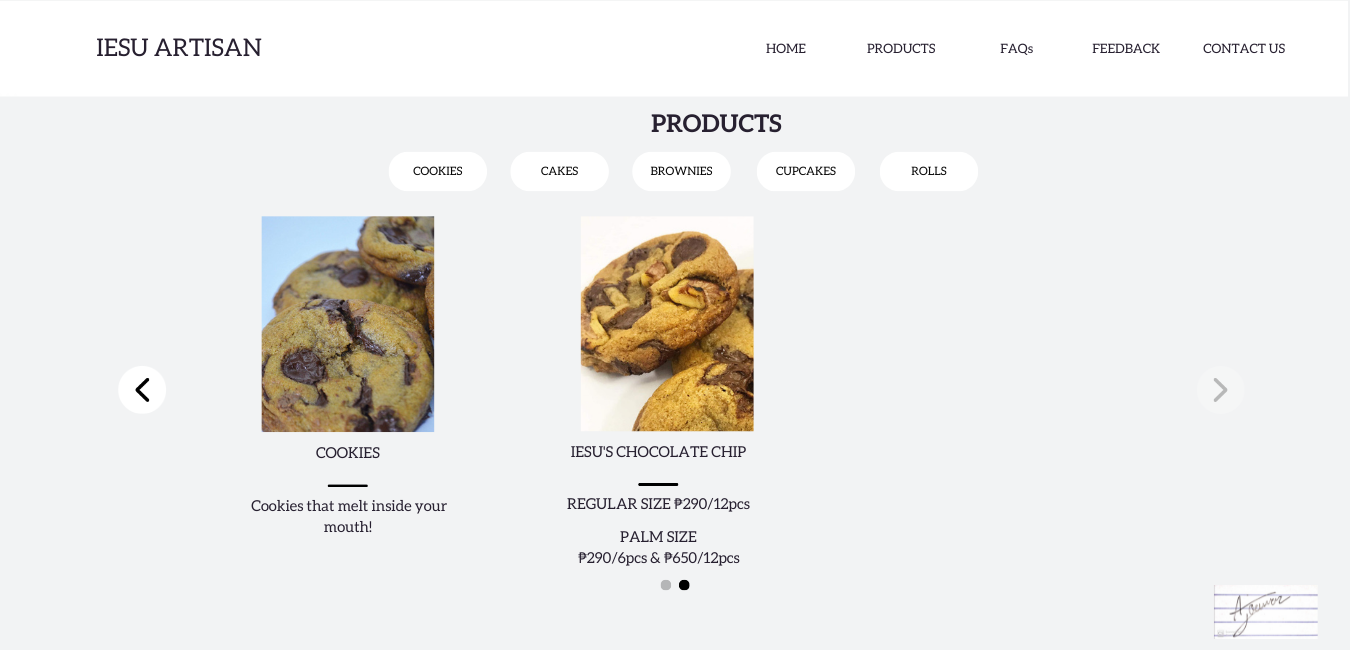 IESU ARTISAN
HOME
PRODUCTS
FAQs
FEEDBACK
CONTACT US
PRODUCTS
COOKIES
CAKES
BROWNIES
CUPCAKES
ROLLS
COOKIES
Cookies that melt inside your
mouth!
IESU'S CHOCOLATE CHIP
REGULAR SIZE ₱290/12pcs
PALM SIZE
₱290/6pcs & ₱650/12pcs